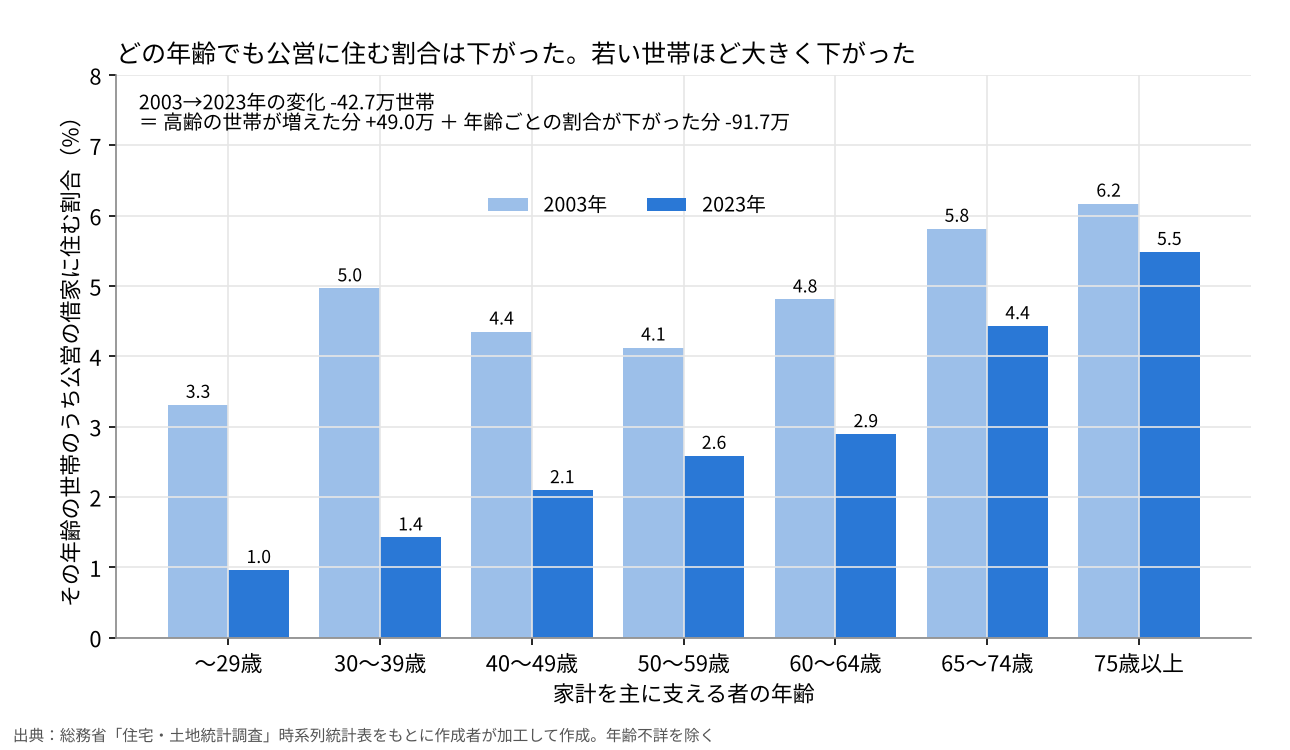 どの年齢でも公営に住む割合は下がった。若い世帯ほど大きく下がった
2003→2023年の変化 -42.7万世帯
＝ 高齢の世帯が増えた分 +49.0万 ＋ 年齢ごとの割合が下がった分 -91.7万
2003年 2023年
その年齢の世帯のうち公営の借家に住む割合（%）
8
7
6
5
4
3
2
1
0
3.3 1.0 5.0 1.4 4.4 2.1 4.1 2.6 4.8 2.9 5.8 4.4 6.2 5.5
〜29歳 30〜39歳 40〜49歳 50〜59歳 60〜64歳 65〜74歳 75歳以上
家計を主に支える者の年齢
出典：総務省「住宅・土地統計調査」時系列統計表をもとに作成者が加工して作成。年齢不詳を除く